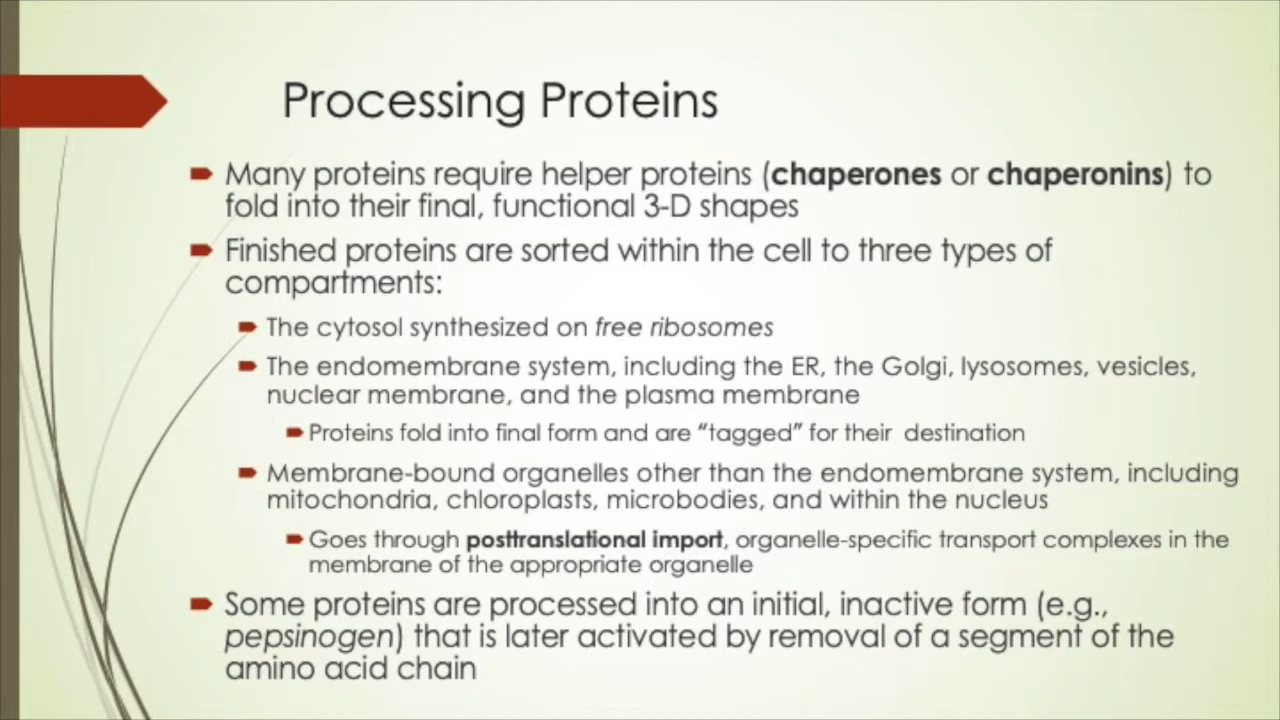 Processing Proteins
Many proteins require helper proteins (chaperones or chaperonins) to
fold into their final, functional 3-D shapes
Finished proteins are sorted within the cell to three types of
compartments:
The cytosol synthesized on free ribosomes
The endomembrane system, including the ER, the Golgi, lysosomes, vesicles,
nuclear membrane, and the plasma membrane
Proteins fold into final form and are “tagged” for their destination
Membrane-bound organelles other than the endomembrane system, including
mitochondria, chloroplasts, microbodies, and within the nucleus
Goes through posttranslational import, organelle-specific transport complexes in the
membrane of the appropriate organelle
Some proteins are processed into an initial, inactive form (e.g.,
pepsinogen) that is later activated by removal of a segment of the
amino acid chain